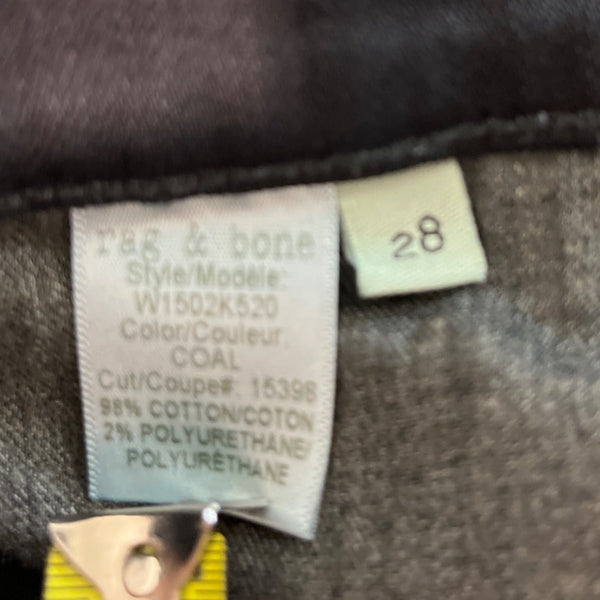 rag & bone
Style/Modèle:
W1502K520
Color/Couleur:
COAL
Cut/Coupe#: 15398
98% COTTON/COTON
2% POLYURETHANE/
POLYURÉTHANE
28